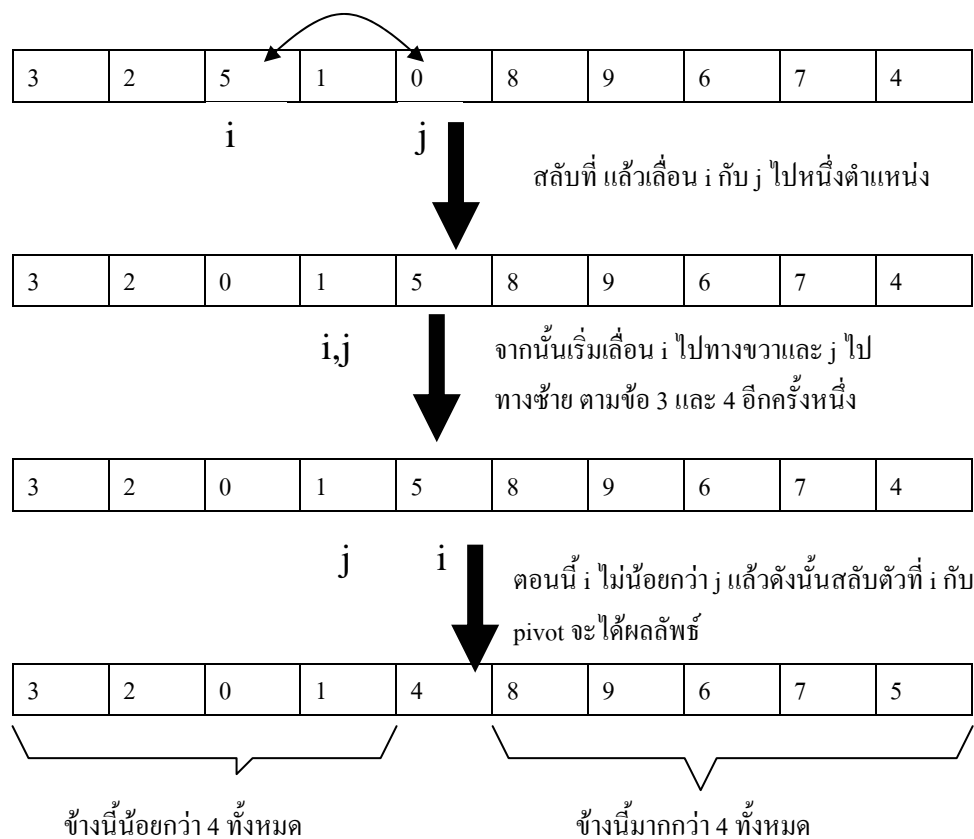 3 2 5 1 0 8 9 6 7 4
i j
สลับที่ แล้วเลื่อน i กับ j ไปหนึ่งตำแหน่ง
3 2 0 1 5 8 9 6 7 4
i,j
จากนั้นเริ่มเลื่อน i ไปทางขวาและ j ไป
ทางซ้าย ตามข้อ 3 และ 4 อีกครั้งหนึ่ง
3 2 0 1 5 8 9 6 7 4
j i
ตอนนี้ i ไม่น้อยกว่า j แล้วดังนั้นสลับตัวที่ i กับ
pivot จะได้ผลลัพธ์
3 2 0 1 4 8 9 6 7 5
ข้างนี้น้อยกว่า 4 ทั้งหมด ข้างนี้มากกว่า 4 ทั้งหมด